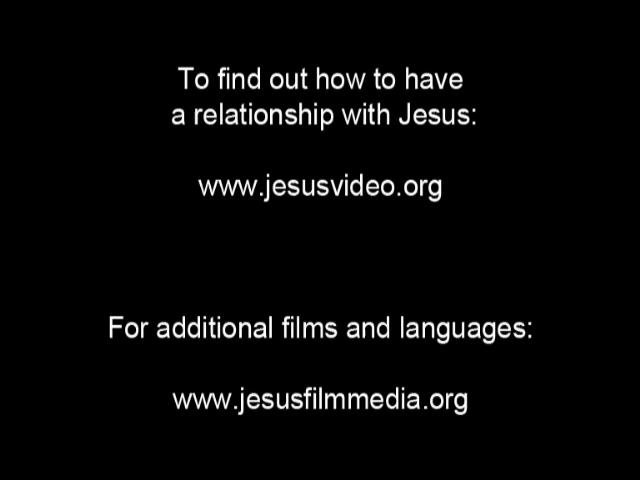 To find out how to have
a relationship with Jesus:
www.jesusvideo.org
For additional films and languages:
www.jesusfilmmedia.org